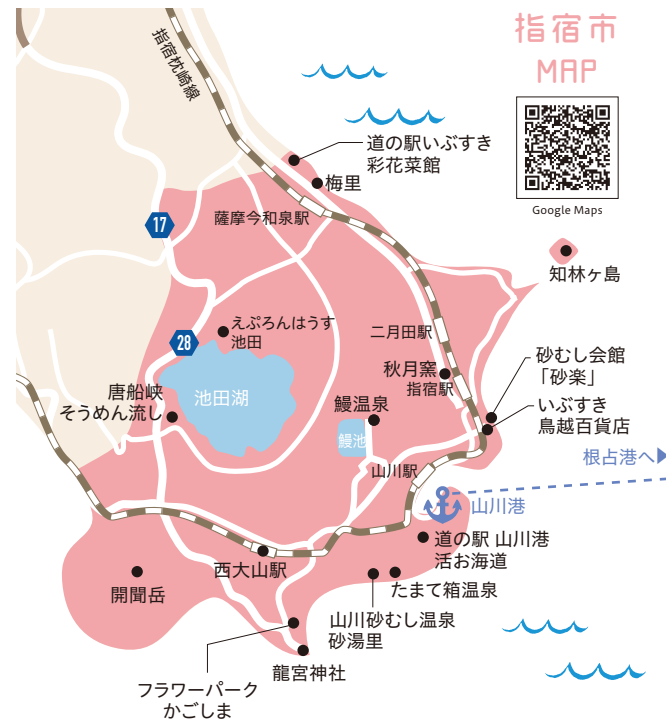 指宿市
MAP
Google Maps
指宿枕崎線
道の駅いぶすき
彩花菜館
梅里
17
薩摩今和泉駅
知林ヶ島
えぷろんはうす
池田
二月田駅
28
秋月窯
指宿駅
砂むし会館
「砂楽」
唐船峡
そうめん流し
池田湖
鰻温泉
いぶすき
鳥越百貨店
鰻池
山川駅
根占港へ
山川港
道の駅 山川港
活お海道
西大山駅
開聞岳
たまて箱温泉
山川砂むし温泉
砂湯里
龍宮神社
フラワーパーク
かごしま